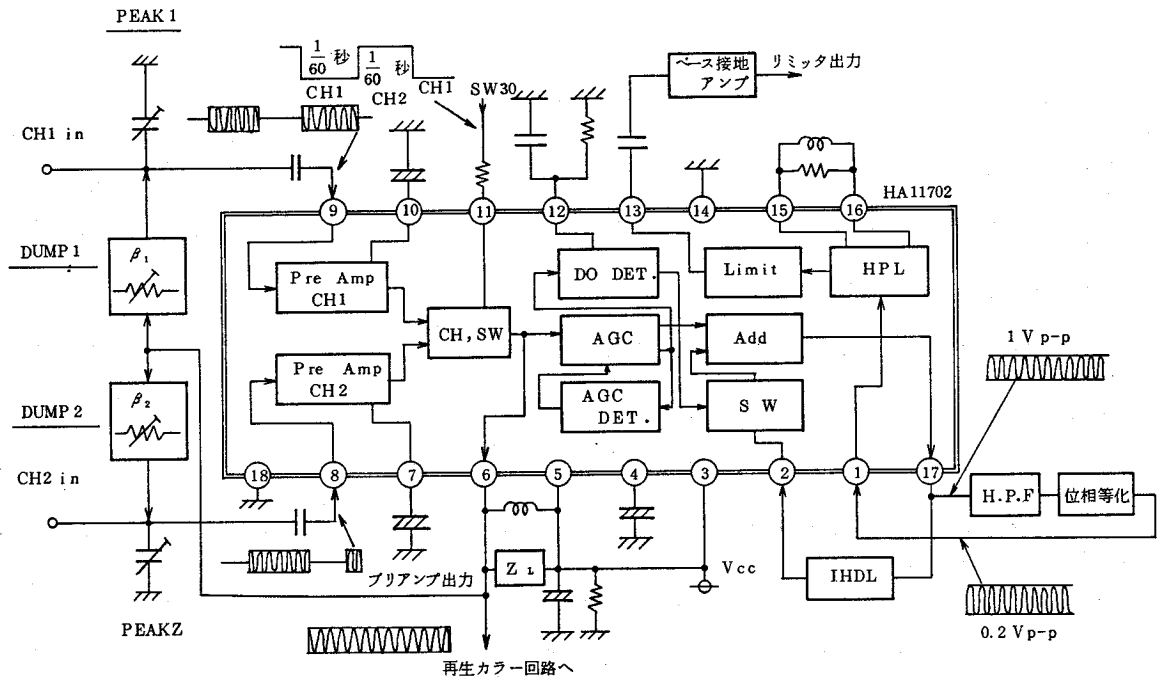 PEAK 1
1/60 秒
1/60 秒
CH1
CH2
CH1
SW30
ベース接地
アンプ
リミッタ出力
CH1 in
HA11702
9
10
11
12
13
14
15
16
DUMP 1
β1
Pre Amp
CH1
CH, SW
DO DET.
Limit
HPL
AGC
Add
Pre Amp
CH2
AGC
DET.
S W
1 V p-p
DUMP 2
β2
18
8
7
6
5
4
3
2
1
17
CH2 in
H.P.F
位相等化
プリアンプ出力
Z1
Vcc
IHDL
PEAKZ
0.2 Vp-p
再生カラー回路へ